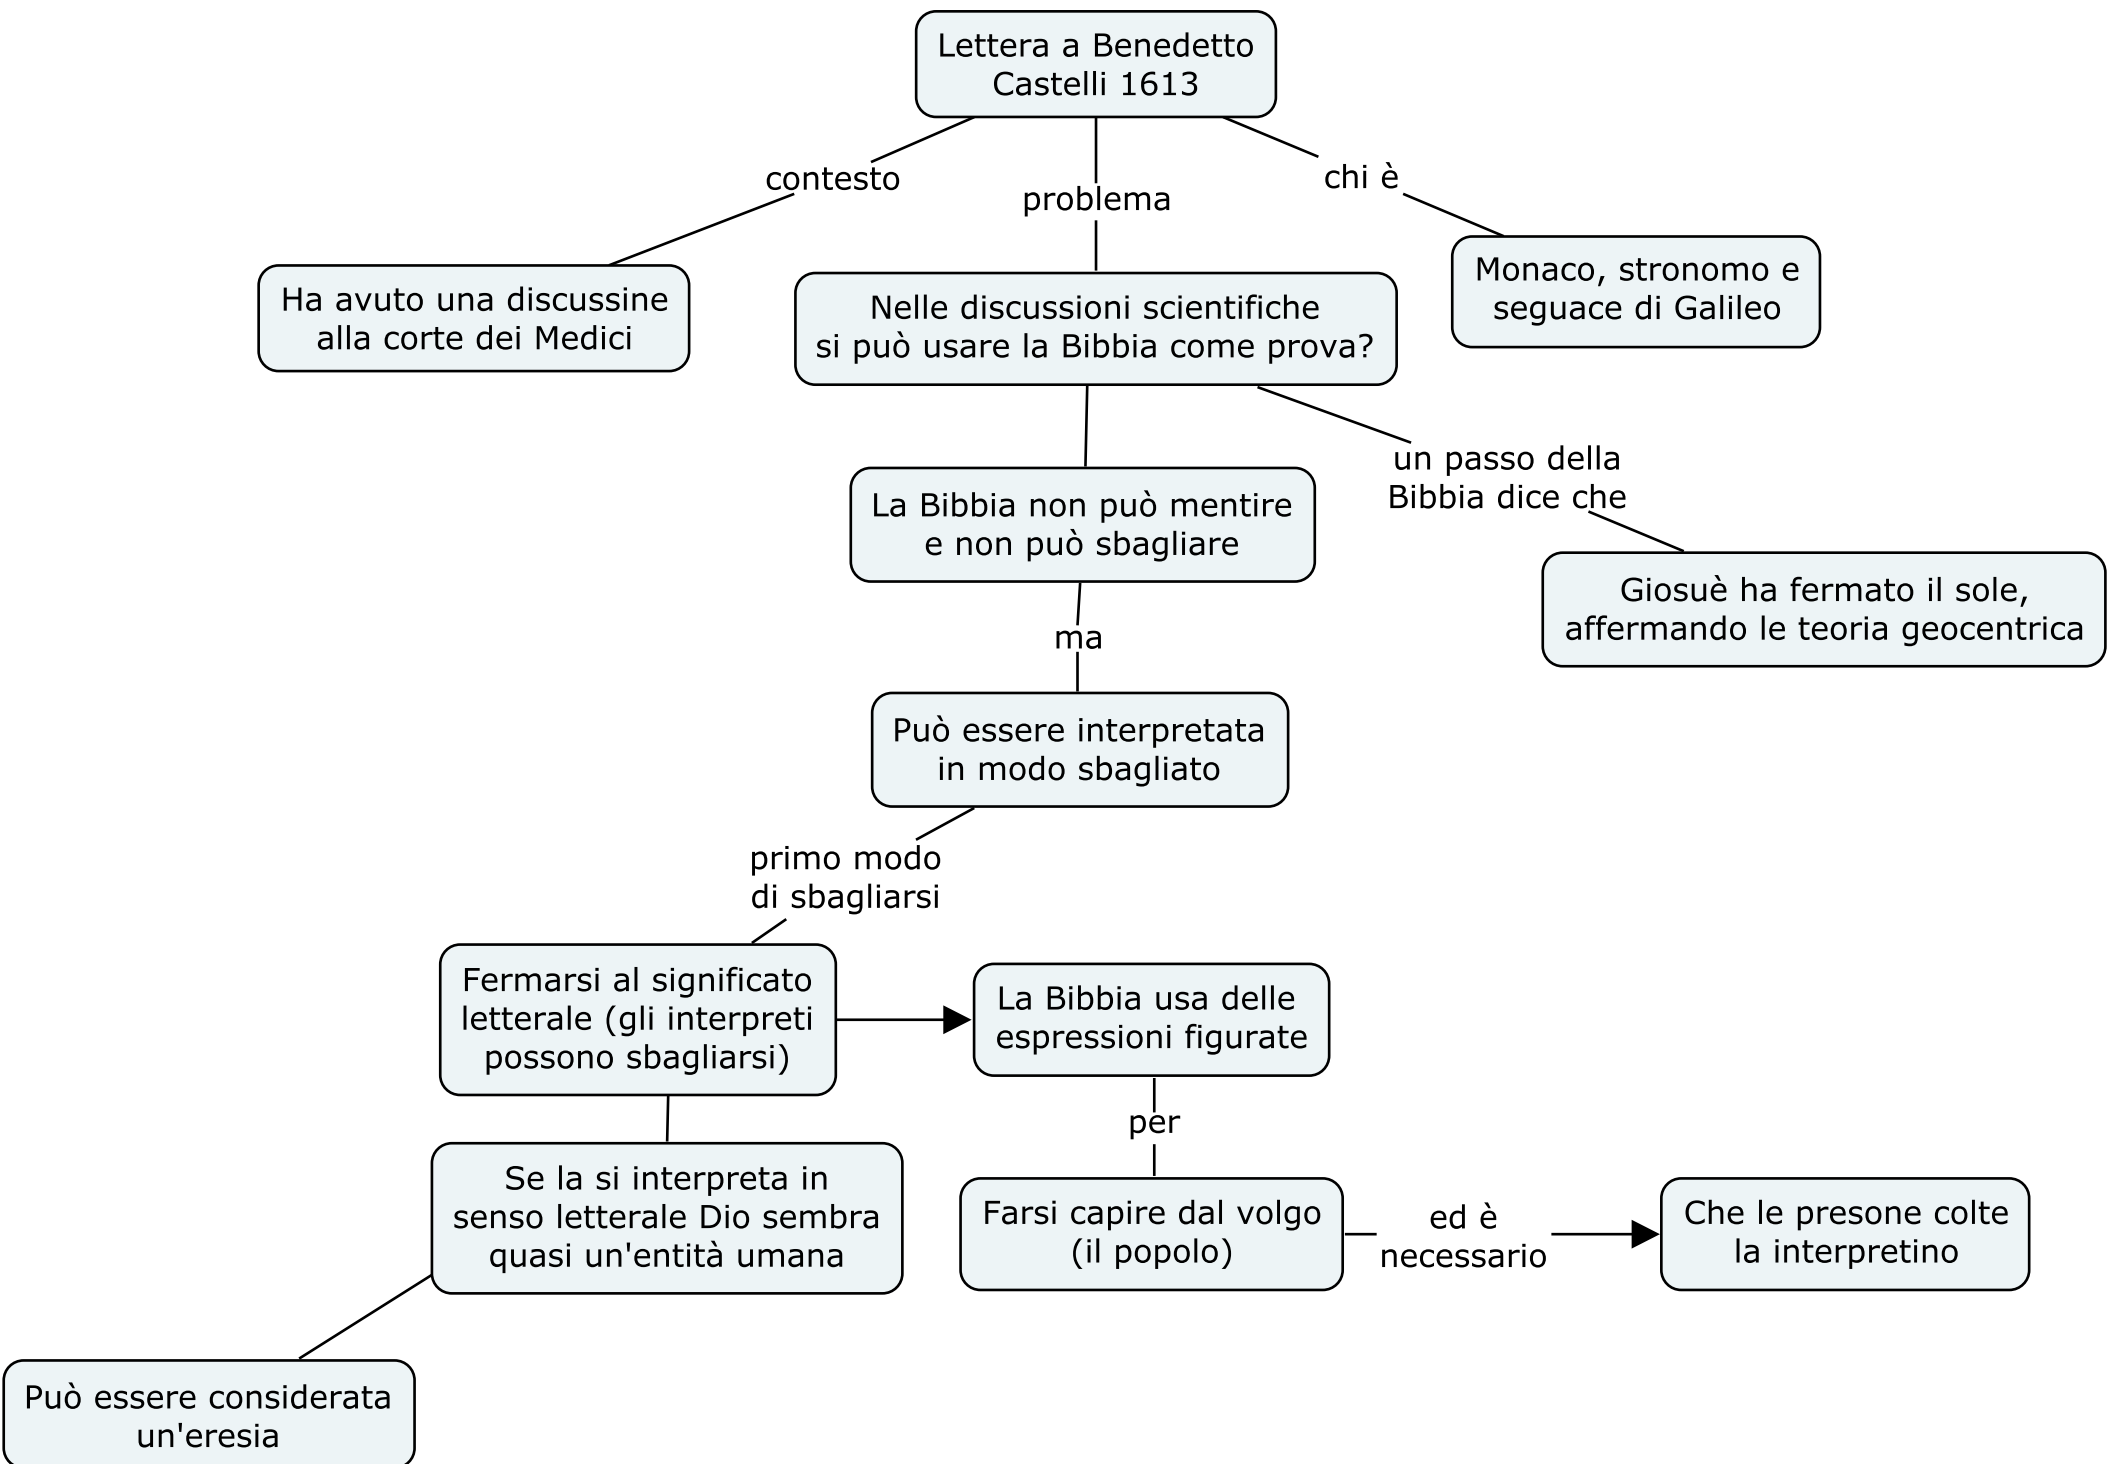 Lettera a Benedetto
Castelli 1613
contesto
problema
chi è
Ha avuto una discussine
alla corte dei Medici
Nelle discussioni scientifiche
si può usare la Bibbia come prova?
Monaco, stronomo e
seguace di Galileo
La Bibbia non può mentire
e non può sbagliare
un passo della
Bibbia dice che
Giosuè ha fermato il sole,
affermando le teoria geocentrica
ma
Può essere interpretata
in modo sbagliato
primo modo
di sbagliarsi
Fermarsi al significato
letterale (gli interpreti
possono sbagliarsi)
La Bibbia usa delle
espressioni figurate
per
Se la si interpreta in
senso letterale Dio sembra
quasi un'entità umana
Farsi capire dal volgo
(il popolo)
ed è
necessario
Che le presone colte
la interpretino
Può essere considerata
un'eresia